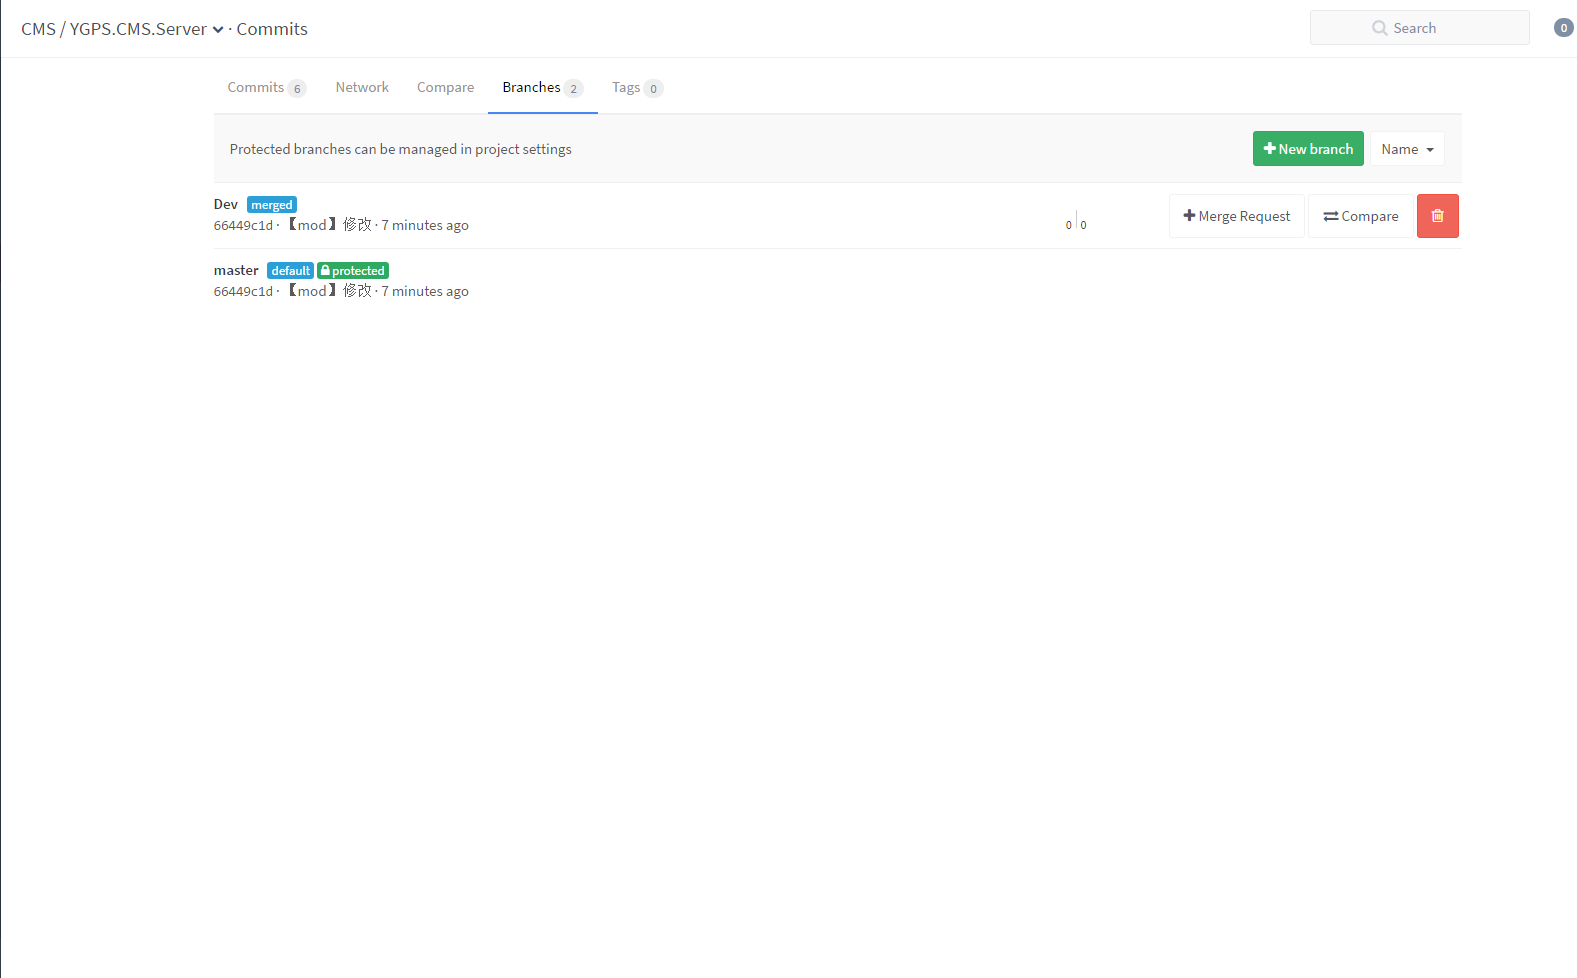 CMS / YGPS.CMS.Server · Commits
Search
0
Commits 6 Network Compare Branches 2 Tags 0
Protected branches can be managed in project settings
New branch
Name
Dev merged
66449c1d · 【mod】修改 · 7 minutes ago
0 0
Merge Request
Compare
master default protected
66449c1d · 【mod】修改 · 7 minutes ago